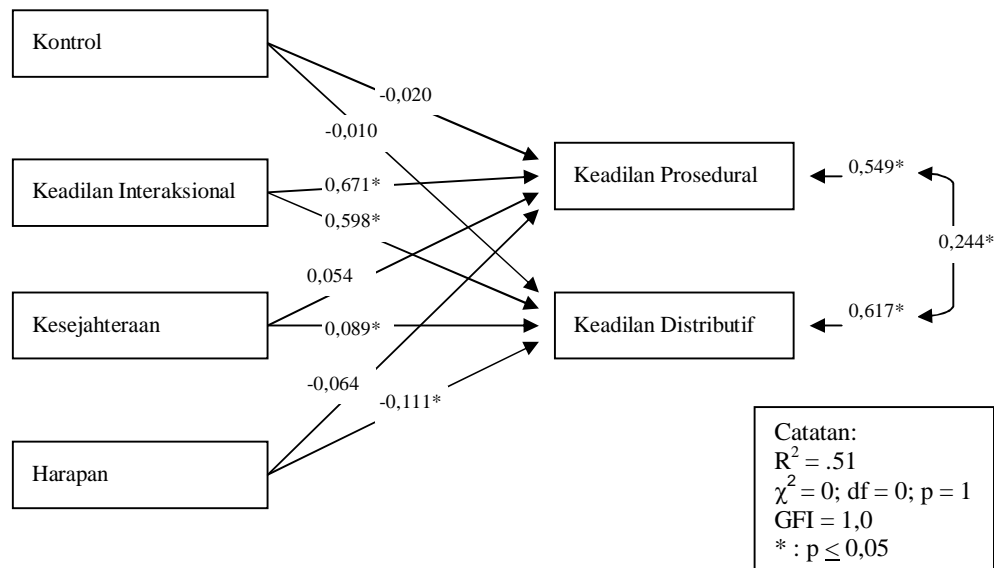 Kontrol
-0,020
-0,010
Keadilan Interaksional
0,671*
0,598*
Keadilan Prosedural
0,549*
0,244*
Kesejahteraan
0,054
0,089*
Keadilan Distributif
0,617*
Harapan
-0,064
-0,111*
Catatan:
R² = .51
χ² = 0; df = 0; p = 1
GFI = 1,0
* : p ≤ 0,05